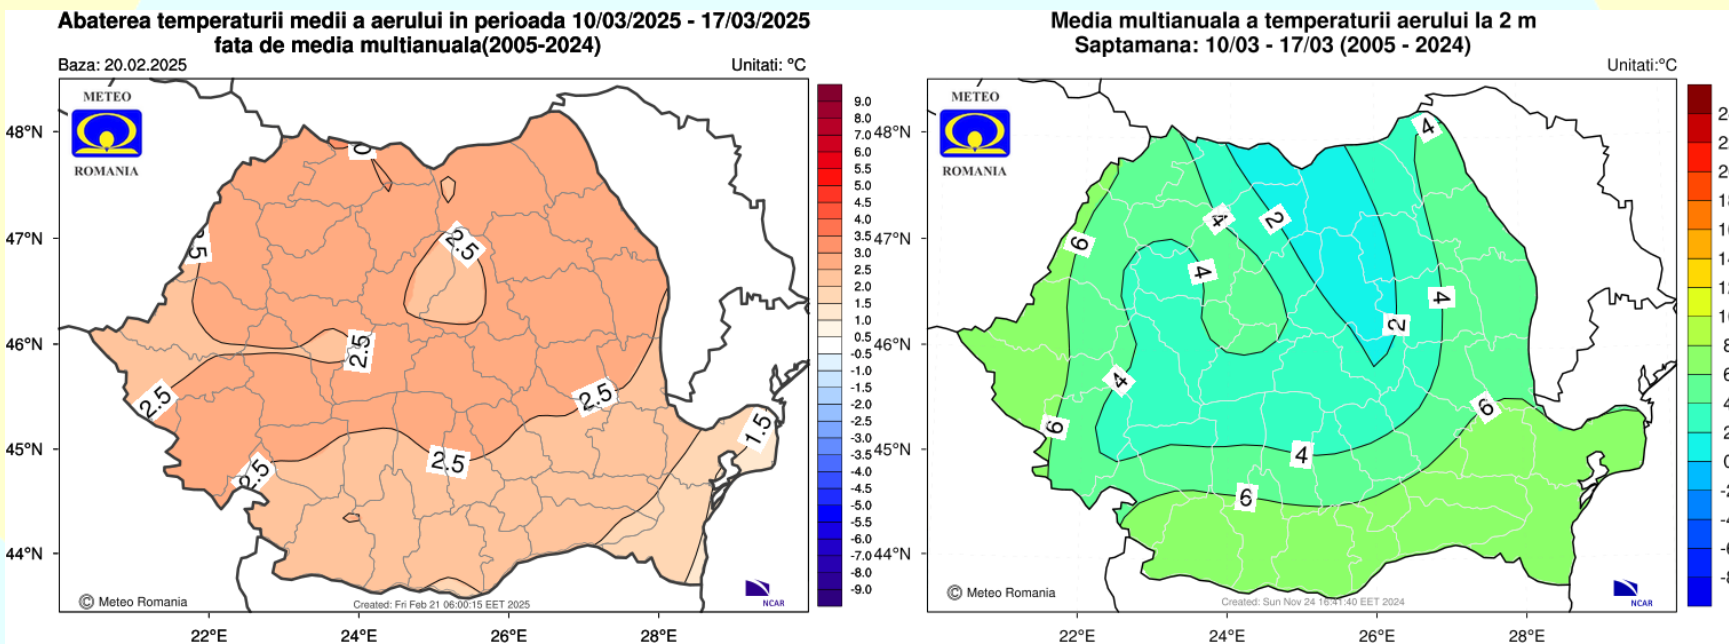 Abaterea temperaturii medii a aerului in perioada 10/03/2025 - 17/03/2025
fata de media multianuala(2005-2024)
Baza: 20.02.2025
Unitati: °C
METEO
ROMANIA
48°N
47°N
46°N
45°N
44°N
0
2.5
2.5
2.5
2.5
2.5
1.5
9.0
8.0
7.0
6.0
5.5
5.0
4.5
4.0
3.5
3.0
2.5
2.0
1.5
1.0
0.5
-0.5
-1.0
-1.5
-2.0
-2.5
-3.0
-3.5
-4.0
-4.5
-5.0
-5.5
-6.0
-7.0
-8.0
-9.0
© Meteo Romania
Created: Fri Feb 21 06:00:15 EET 2025
NCAR
22°E
24°E
26°E
28°E
Media multianuala a temperaturii aerului la 2 m
Saptamana: 10/03 - 17/03 (2005 - 2024)
Unitati:°C
METEO
ROMANIA
48°N
47°N
46°N
45°N
44°N
4
4
2
6
4
4
2
4
6
6
4
6
8
6
4
2
© Meteo Romania
Created: Sun Nov 24 16:41:40 EET 2024
NCAR
22°E
24°E
26°E
28°E